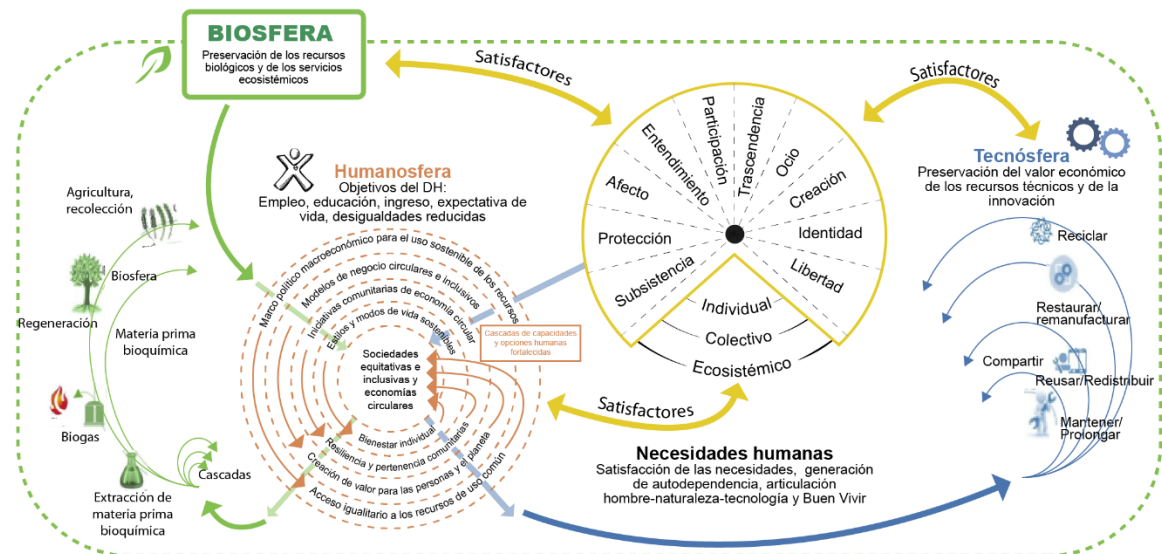 BIOSFERA
Preservación de los recursos
biológicos y de los servicios
ecosistémicos
Satisfactores
Satisfactores
Tecnósfera
Preservación del valor económico
de los recursos técnicos y de la
innovación
Reciclar
Restaurar/
remanufacturar
Compartir
Reusar/Redistribuir
Mantener/
Prolongar
Subsistencia
Protección
Afecto
Entendimiento
Participación
Trascendencia
Ocio
Creación
Identidad
Libertad
Individual
Colectivo
Ecosistémico
Satisfactores
Necesidades humanas
Satisfacción de las necesidades, generación
de autodependencia, articulación
hombre-naturaleza-tecnología y Buen Vivir
Humanosfera
Objetivos del DH:
Empleo, educación, ingreso, expectativa de
vida, desigualdades reducidas
Marco político macroeconómico para el uso sostenible de los recursos
Modelos de negocio circulares e inclusivos
Iniciativas comunitarias de economía circular
Estilos y modos de vida sostenibles
Cascadas de capacidades
y opciones humanas
fortalecidas
Sociedades
equitativas e
inclusivas y
economías
circulares
Bienestar individual
Resiliencia y pertenencia comunitarias
Creación de valor para las personas y el planeta
Acceso igualitario a los recursos de uso común
Agricultura,
recolección
Biosfera
Regeneración
Materia prima
bioquímica
Biogas
Cascadas
Extracción de
materia prima
bioquímica